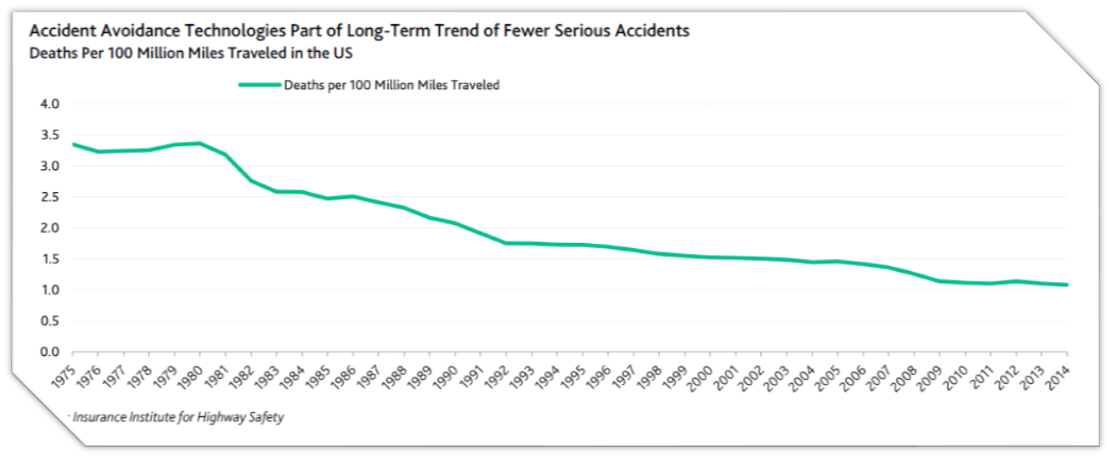 Accident Avoidance Technologies Part of Long-Term Trend of Fewer Serious Accidents
Deaths Per 100 Million Miles Traveled in the US
Deaths per 100 Million Miles Traveled
4.0
3.5
3.0
2.5
2.0
1.5
1.0
0.5
0.0
1975 1976 1977 1978 1979 1980 1981 1982 1983 1984 1985 1986 1987 1988 1989 1990 1991 1992 1993 1994 1995 1996 1997 1998 1999 2000 2001 2002 2003 2004 2005 2006 2007 2008 2009 2010 2011 2012 2013 2014
Insurance Institute for Highway Safety